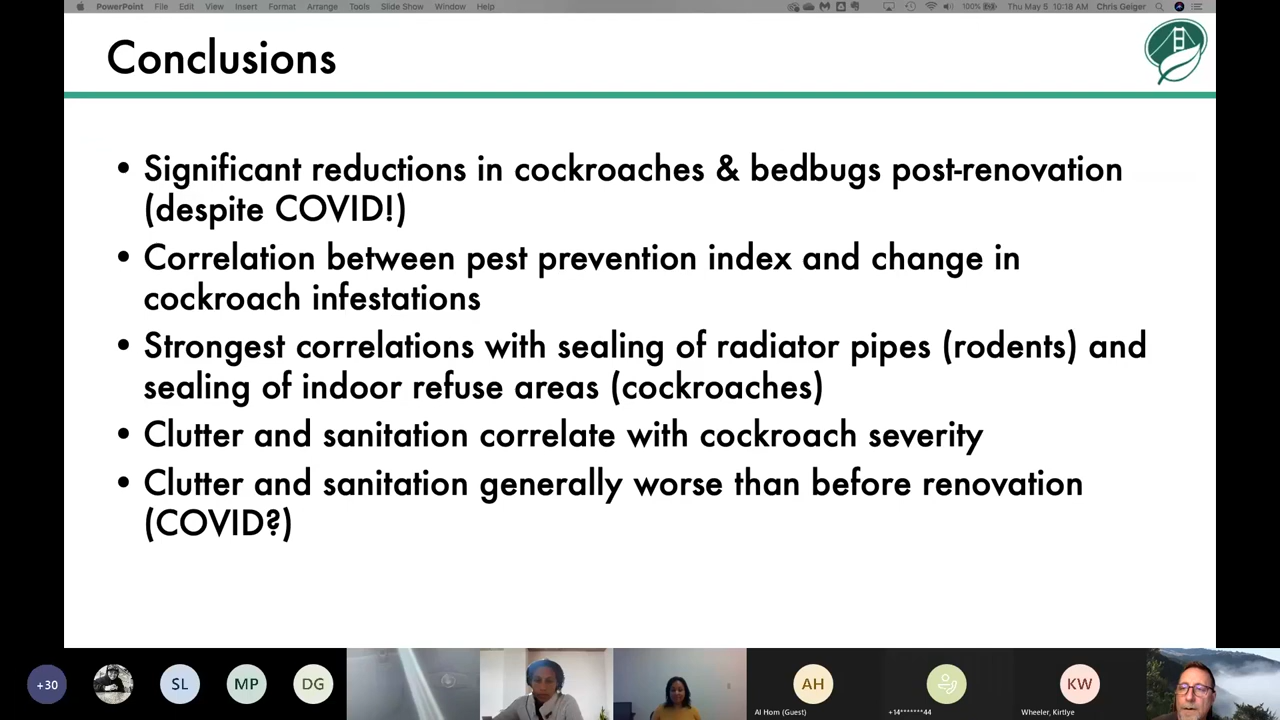 PowerPoint File Edit View Insert Format Arrange Tools Slide Show Window Help 100% Thu May 5 10:18 AM Chris Geiger
Conclusions
• Significant reductions in cockroaches & bedbugs post-renovation
(despite COVID!)
• Correlation between pest prevention index and change in
cockroach infestations
• Strongest correlations with sealing of radiator pipes (rodents) and
sealing of indoor refuse areas (cockroaches)
• Clutter and sanitation correlate with cockroach severity
• Clutter and sanitation generally worse than before renovation
(COVID?)
+30 SL MP DG AH KW
Al Hom (Guest) +14*******44 Wheeler, Kirtlye